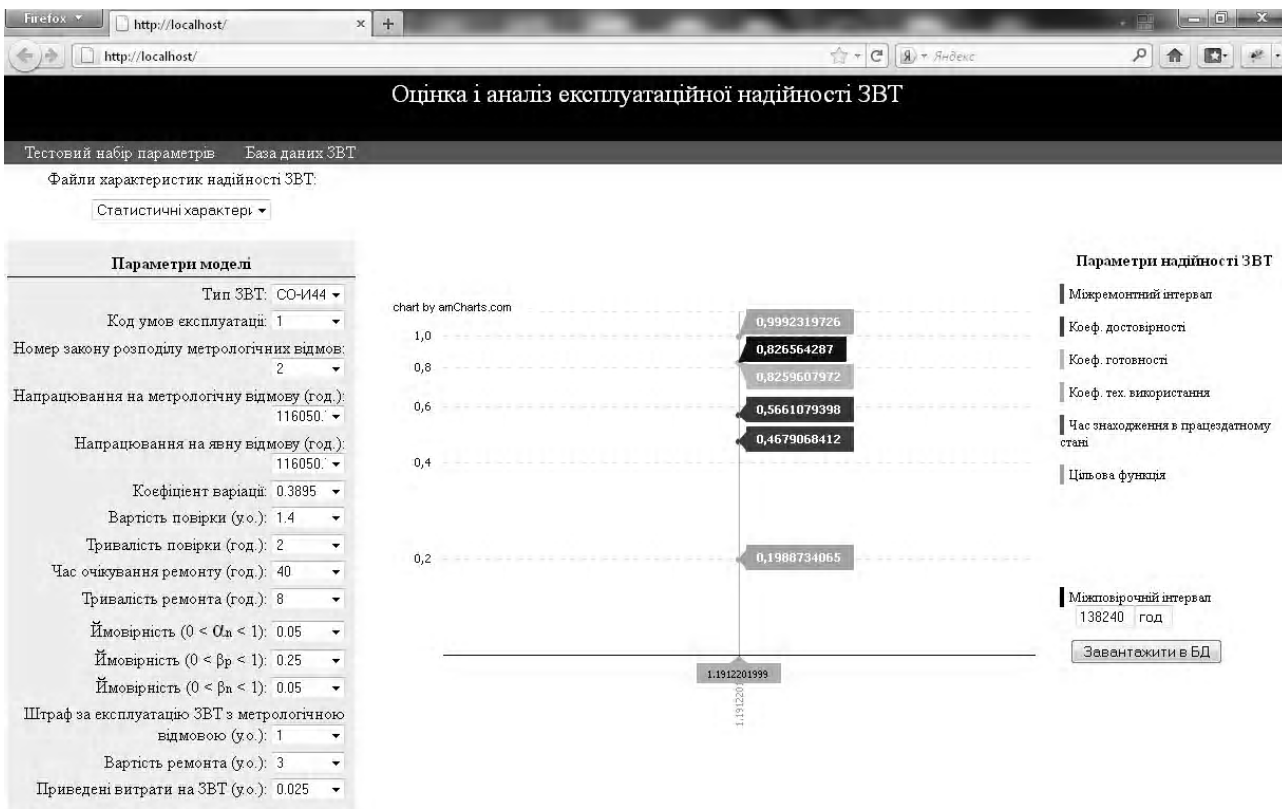 Firefox
http://localhost/
http://localhost/
Яндекс
Оцінка і аналіз експлуатаційної надійності ЗВТ
Тестовий набір параметрів База даних ЗВТ
Файли характеристик надійності ЗВТ:
Статистичні характері
Параметри моделі
Тип ЗВТ: СО-И44
Код умов експлуатації: 1
Номер закону розподілу метрологічних відмов:
2
Напрацювання на метрологічну відмову (год.):
116050.
Напрацювання на явну відмову (год.):
116050.
Коефіціент варіації: 0.3895
Вартість повірки (у.о.): 1.4
Тривалість повірки (год.): 2
Час очікування ремонту (год.): 40
Тривалість ремонта (год.): 8
Ймовірність (0 < αn < 1): 0.05
Ймовірність (0 < βp < 1): 0.25
Ймовірність (0 < βn < 1): 0.05
Штраф за експлуатацію ЗВТ з метрологічною
відмовою (у.о.): 1
Вартість ремонта (у.о.): 3
Приведені витрати на ЗВТ (у.о.): 0.025
chart by amCharts.com
1,0
0,8
0,6
0,4
0,2
0,9992319726
0,826564287
0,8259607972
0,5661079398
0,4679068412
0,1988734065
1.1912201999
1.1912201
Параметри надійності ЗВТ
Міжремонтний інтервал
Коеф. достовірності
Коеф. готовності
Коеф. тех. використання
Час знаходження в працездатному
стані
Цільова функція
Міжповірочній інтервал
138240 год
Завантажити в БД